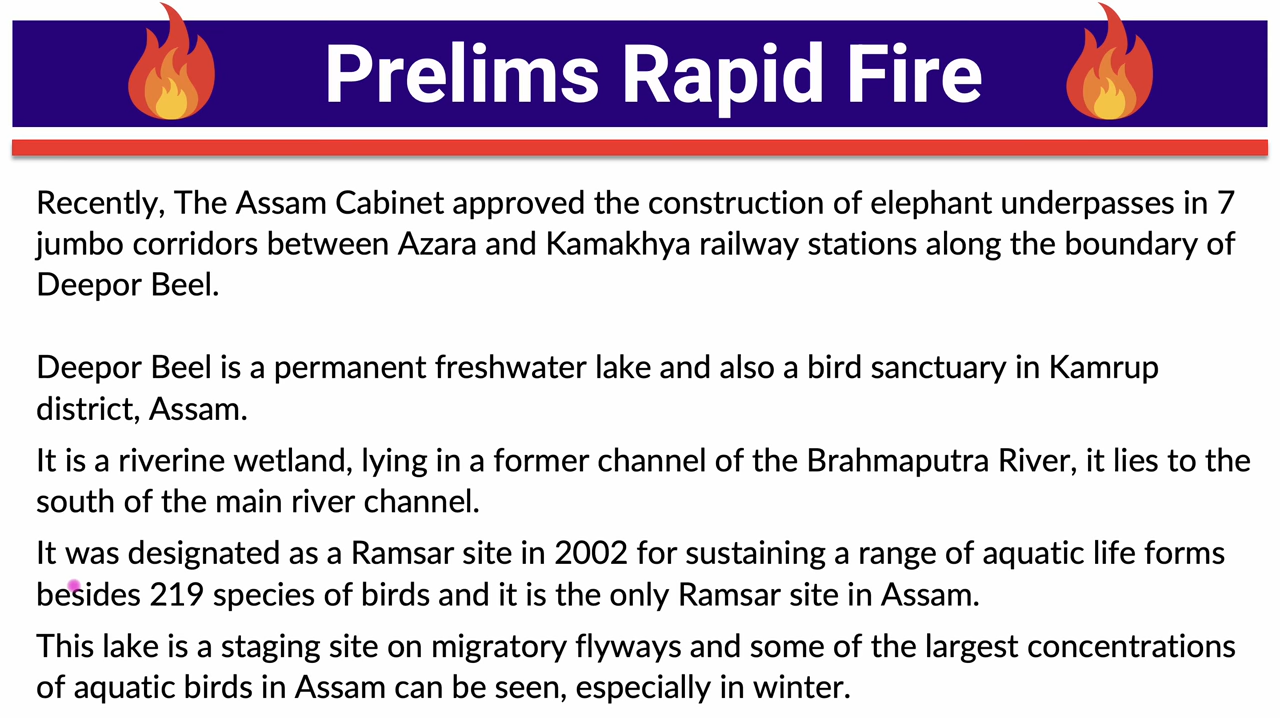 Prelims Rapid Fire
Recently, The Assam Cabinet approved the construction of elephant underpasses in 7
jumbo corridors between Azara and Kamakhya railway stations along the boundary of
Deepor Beel.
Deepor Beel is a permanent freshwater lake and also a bird sanctuary in Kamrup
district, Assam.
It is a riverine wetland, lying in a former channel of the Brahmaputra River, it lies to the
south of the main river channel.
It was designated as a Ramsar site in 2002 for sustaining a range of aquatic life forms
besides 219 species of birds and it is the only Ramsar site in Assam.
This lake is a staging site on migratory flyways and some of the largest concentrations
of aquatic birds in Assam can be seen, especially in winter.